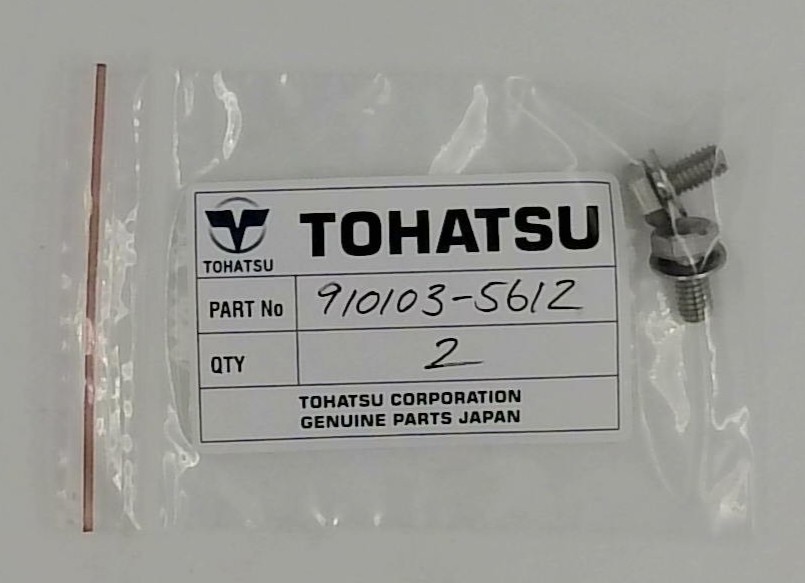 TOHATSU
TOHATSU
PART No 910103-5612
QTY 2
TOHATSU CORPORATION
GENUINE PARTS JAPAN